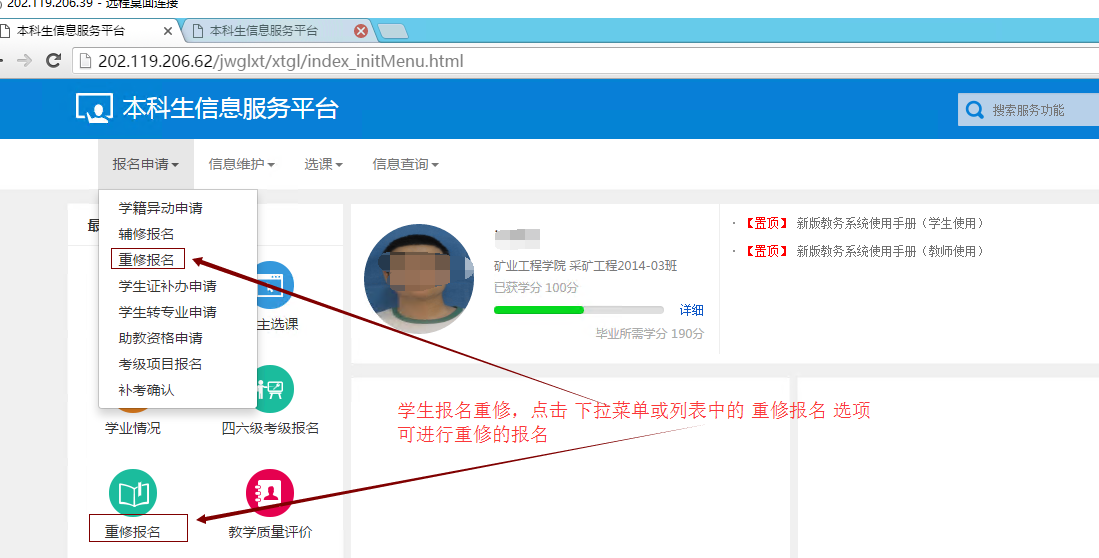 202.119.206.39 - 远程桌面连接
本科生信息服务平台
本科生信息服务平台
202.119.206.62/jwglxt/xtgl/index_initMenu.html
本科生信息服务平台
搜索服务功能
报名申请 信息维护 选课 信息查询
学籍异动申请
辅修报名
重修报名
学生证补办申请
学生转专业申请
助教资格申请
考级项目报名
补考确认
最
主选课
学业情况
四六级考级报名
重修报名
教学质量评价
矿业工程学院 采矿工程2014-03班
已获学分 100分
详细
毕业所需学分 190分
· 【置顶】 新版教务系统使用手册（学生使用）
· 【置顶】 新版教务系统使用手册（教师使用）
学生报名重修，点击 下拉菜单或列表中的 重修报名 选项
可进行重修的报名